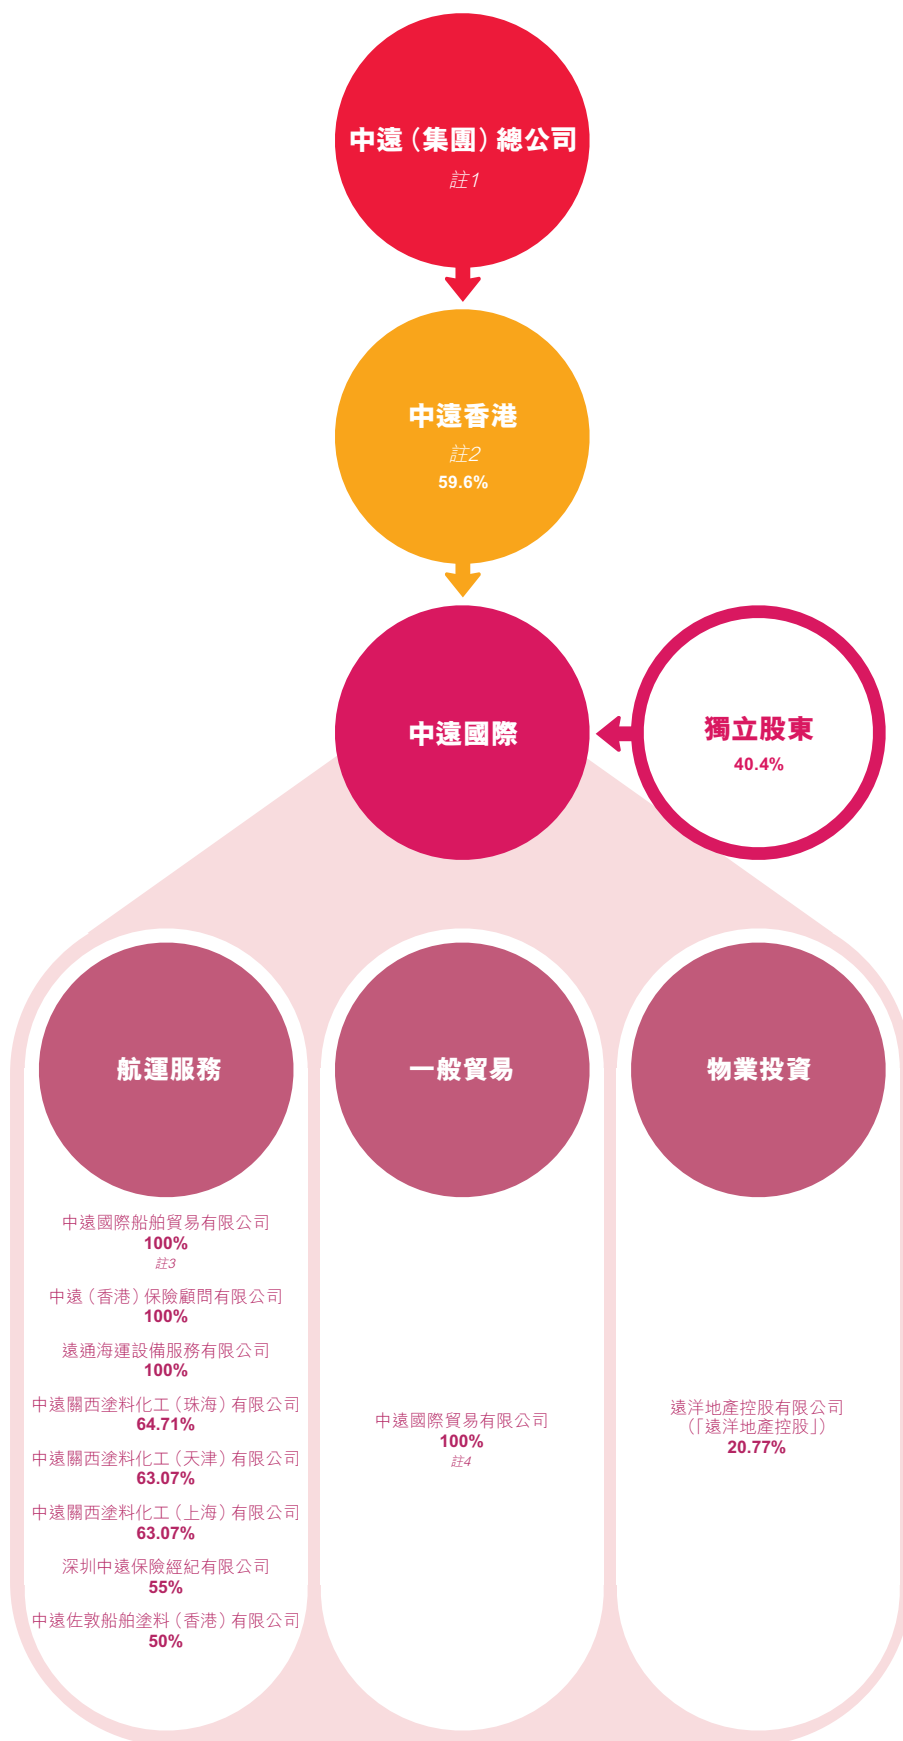 中遠（集團）總公司
註1
中遠香港
註2
59.6%
中遠國際
獨立股東
40.4%
航運服務
中遠國際船舶貿易有限公司
100%
註3
中遠（香港）保險顧問有限公司
100%
遠通海運設備服務有限公司
100%
中遠關西塗料化工（珠海）有限公司
64.71%
中遠關西塗料化工（天津）有限公司
63.07%
中遠關西塗料化工（上海）有限公司
63.07%
深圳中遠保險經紀有限公司
55%
中遠佐敦船舶塗料（香港）有限公司
50%
一般貿易
中遠國際貿易有限公司
100%
註4
物業投資
遠洋地產控股有限公司
（「遠洋地產控股」）
20.77%